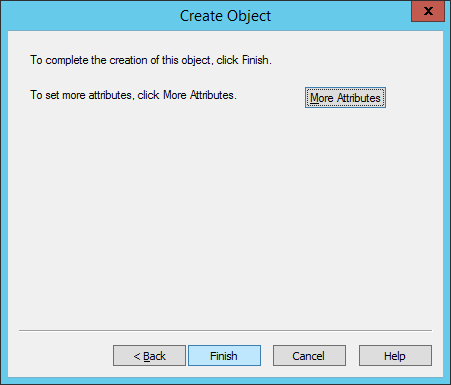 Create Object
x
To complete the creation of this object, click Finish.
To set more attributes, click More Attributes.
More Attributes
< Back
Finish
Cancel
Help